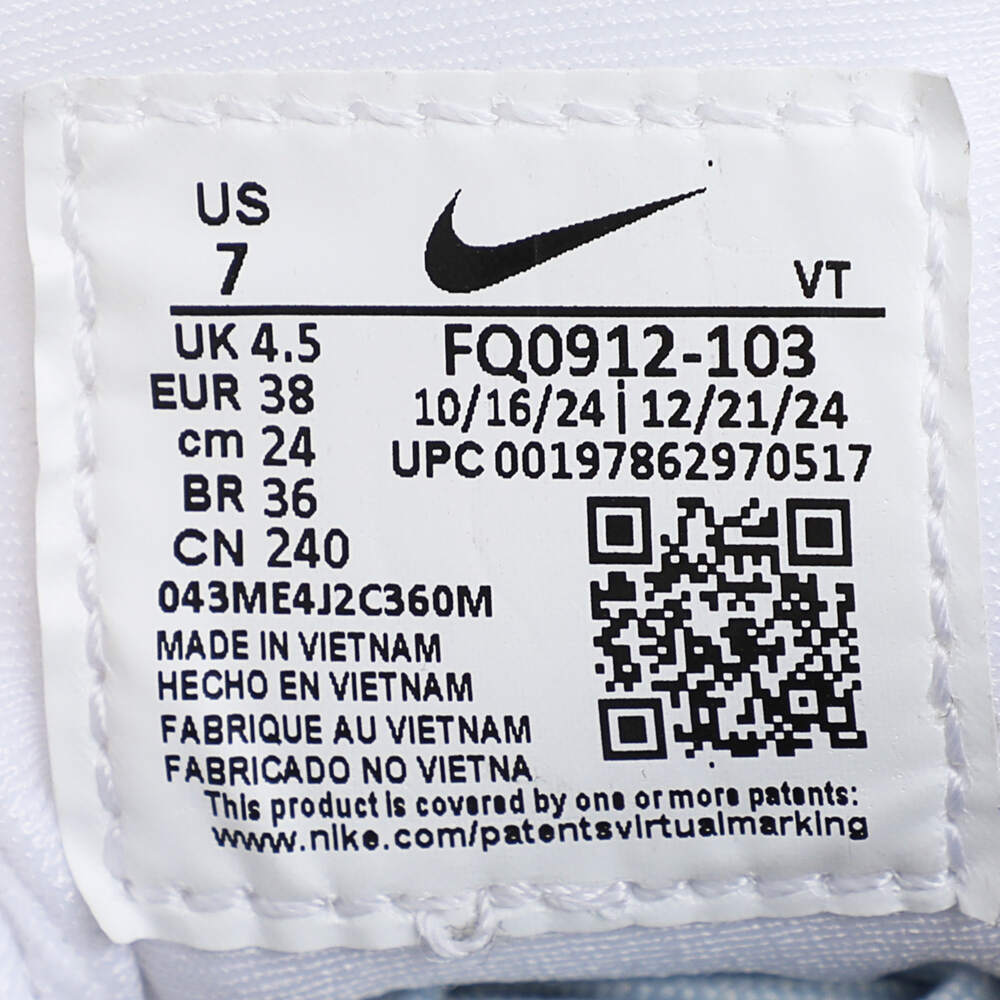 US
7
VT
UK 4.5
EUR 38
cm 24
BR 36
CN 240
FQ0912-103
10/16/24 | 12/21/24
UPC 00197862970517
043ME4J2C360M
MADE IN VIETNAM
HECHO EN VIETNAM
FABRIQUE AU VIETNAM
FABRICADO NO VIETNA
This product is covered by one or more patents:
www.nike.com/patentsvirtualmarking